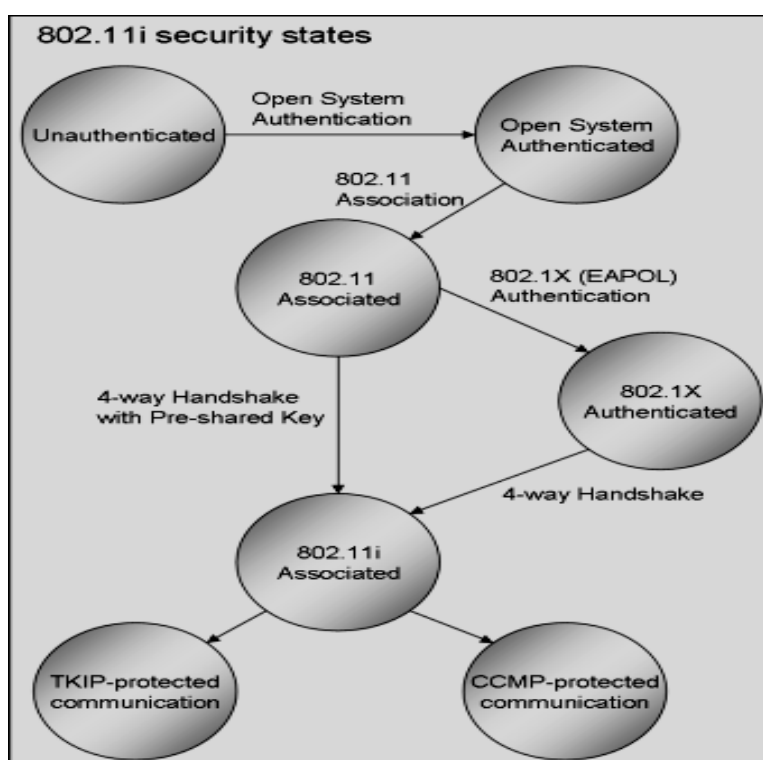 802.11i security states
Unauthenticated
Open System
Authentication
Open System
Authenticated
802.11
Association
802.11
Associated
802.1X (EAPOL)
Authentication
4-way Handshake
with Pre-shared Key
802.1X
Authenticated
4-way Handshake
802.11i
Associated
TKIP-protected
communication
CCMP-protected
communication